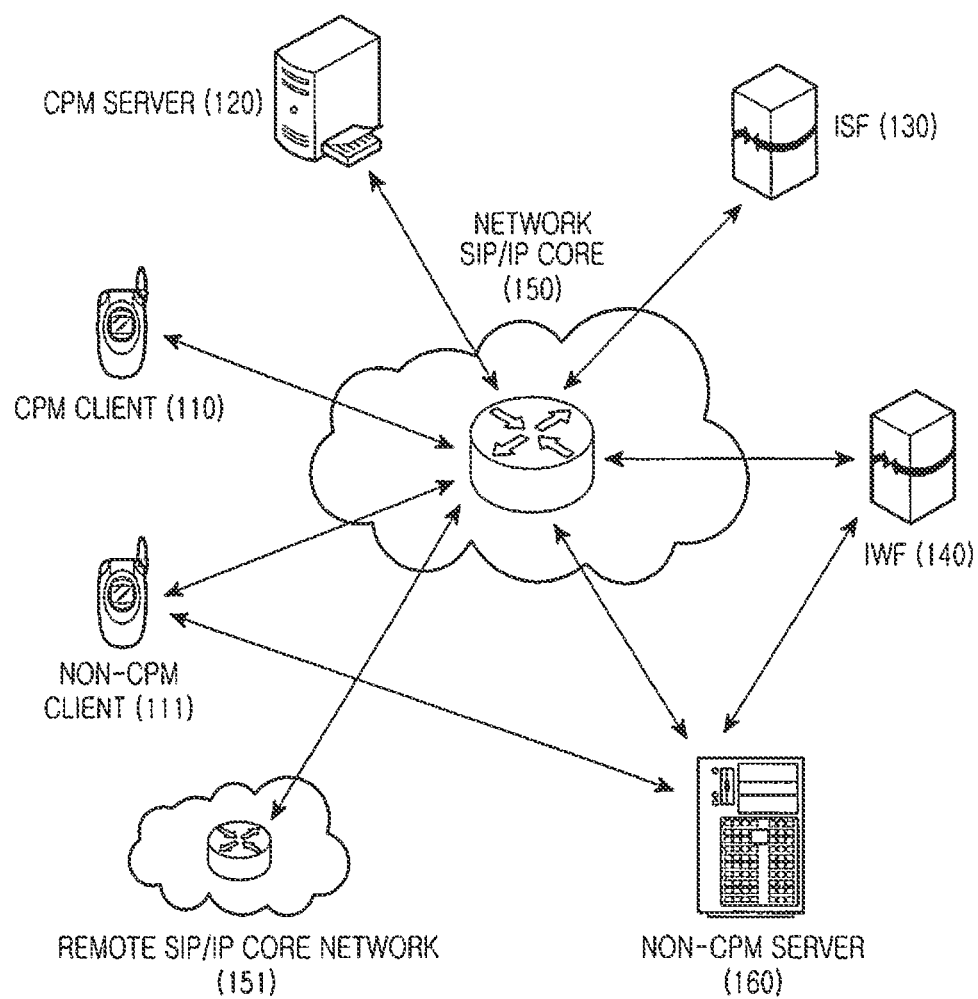 CPM SERVER (120)
ISF (130)
NETWORK
SIP/IP CORE
(150)
CPM CLIENT (110)
IWF (140)
NON-CPM
CLIENT (111)
REMOTE SIP/IP CORE NETWORK
(151)
NON-CPM SERVER
(160)